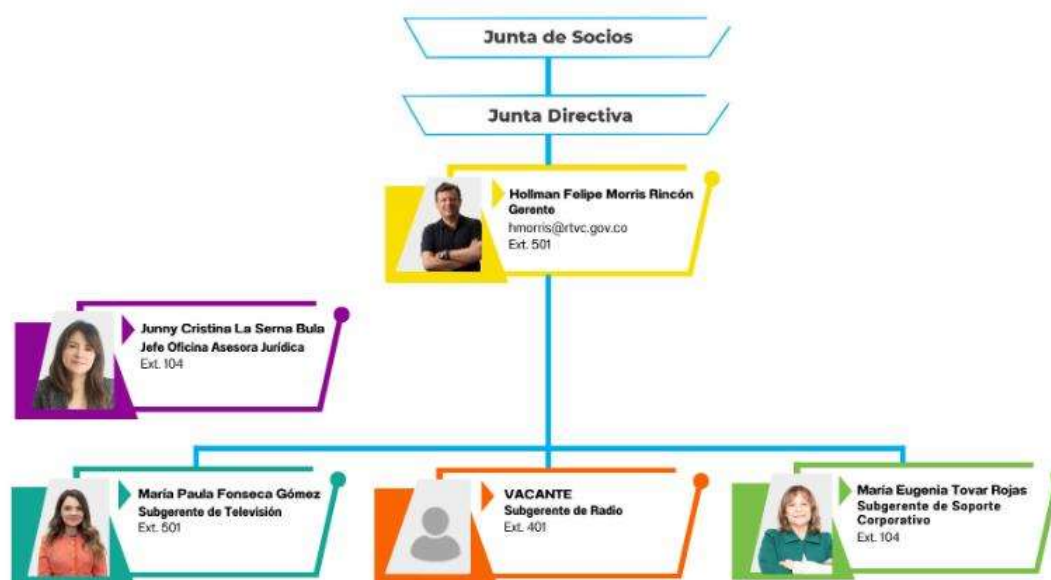 Junta de Socios
Junta Directiva
Hollman Felipe Morris Rincón
Gerente
hmorris@rtvc.gov.co
Ext. 501
Junny Cristina La Serna Bula
Jefe Oficina Asesora Jurídica
Ext. 104
María Paula Fonseca Gómez
Subgerente de Televisión
Ext. 501
VACANTE
Subgerente de Radio
Ext. 401
María Eugenia Tovar Rojas
Subgerente de Soporte
Corporativo
Ext. 104